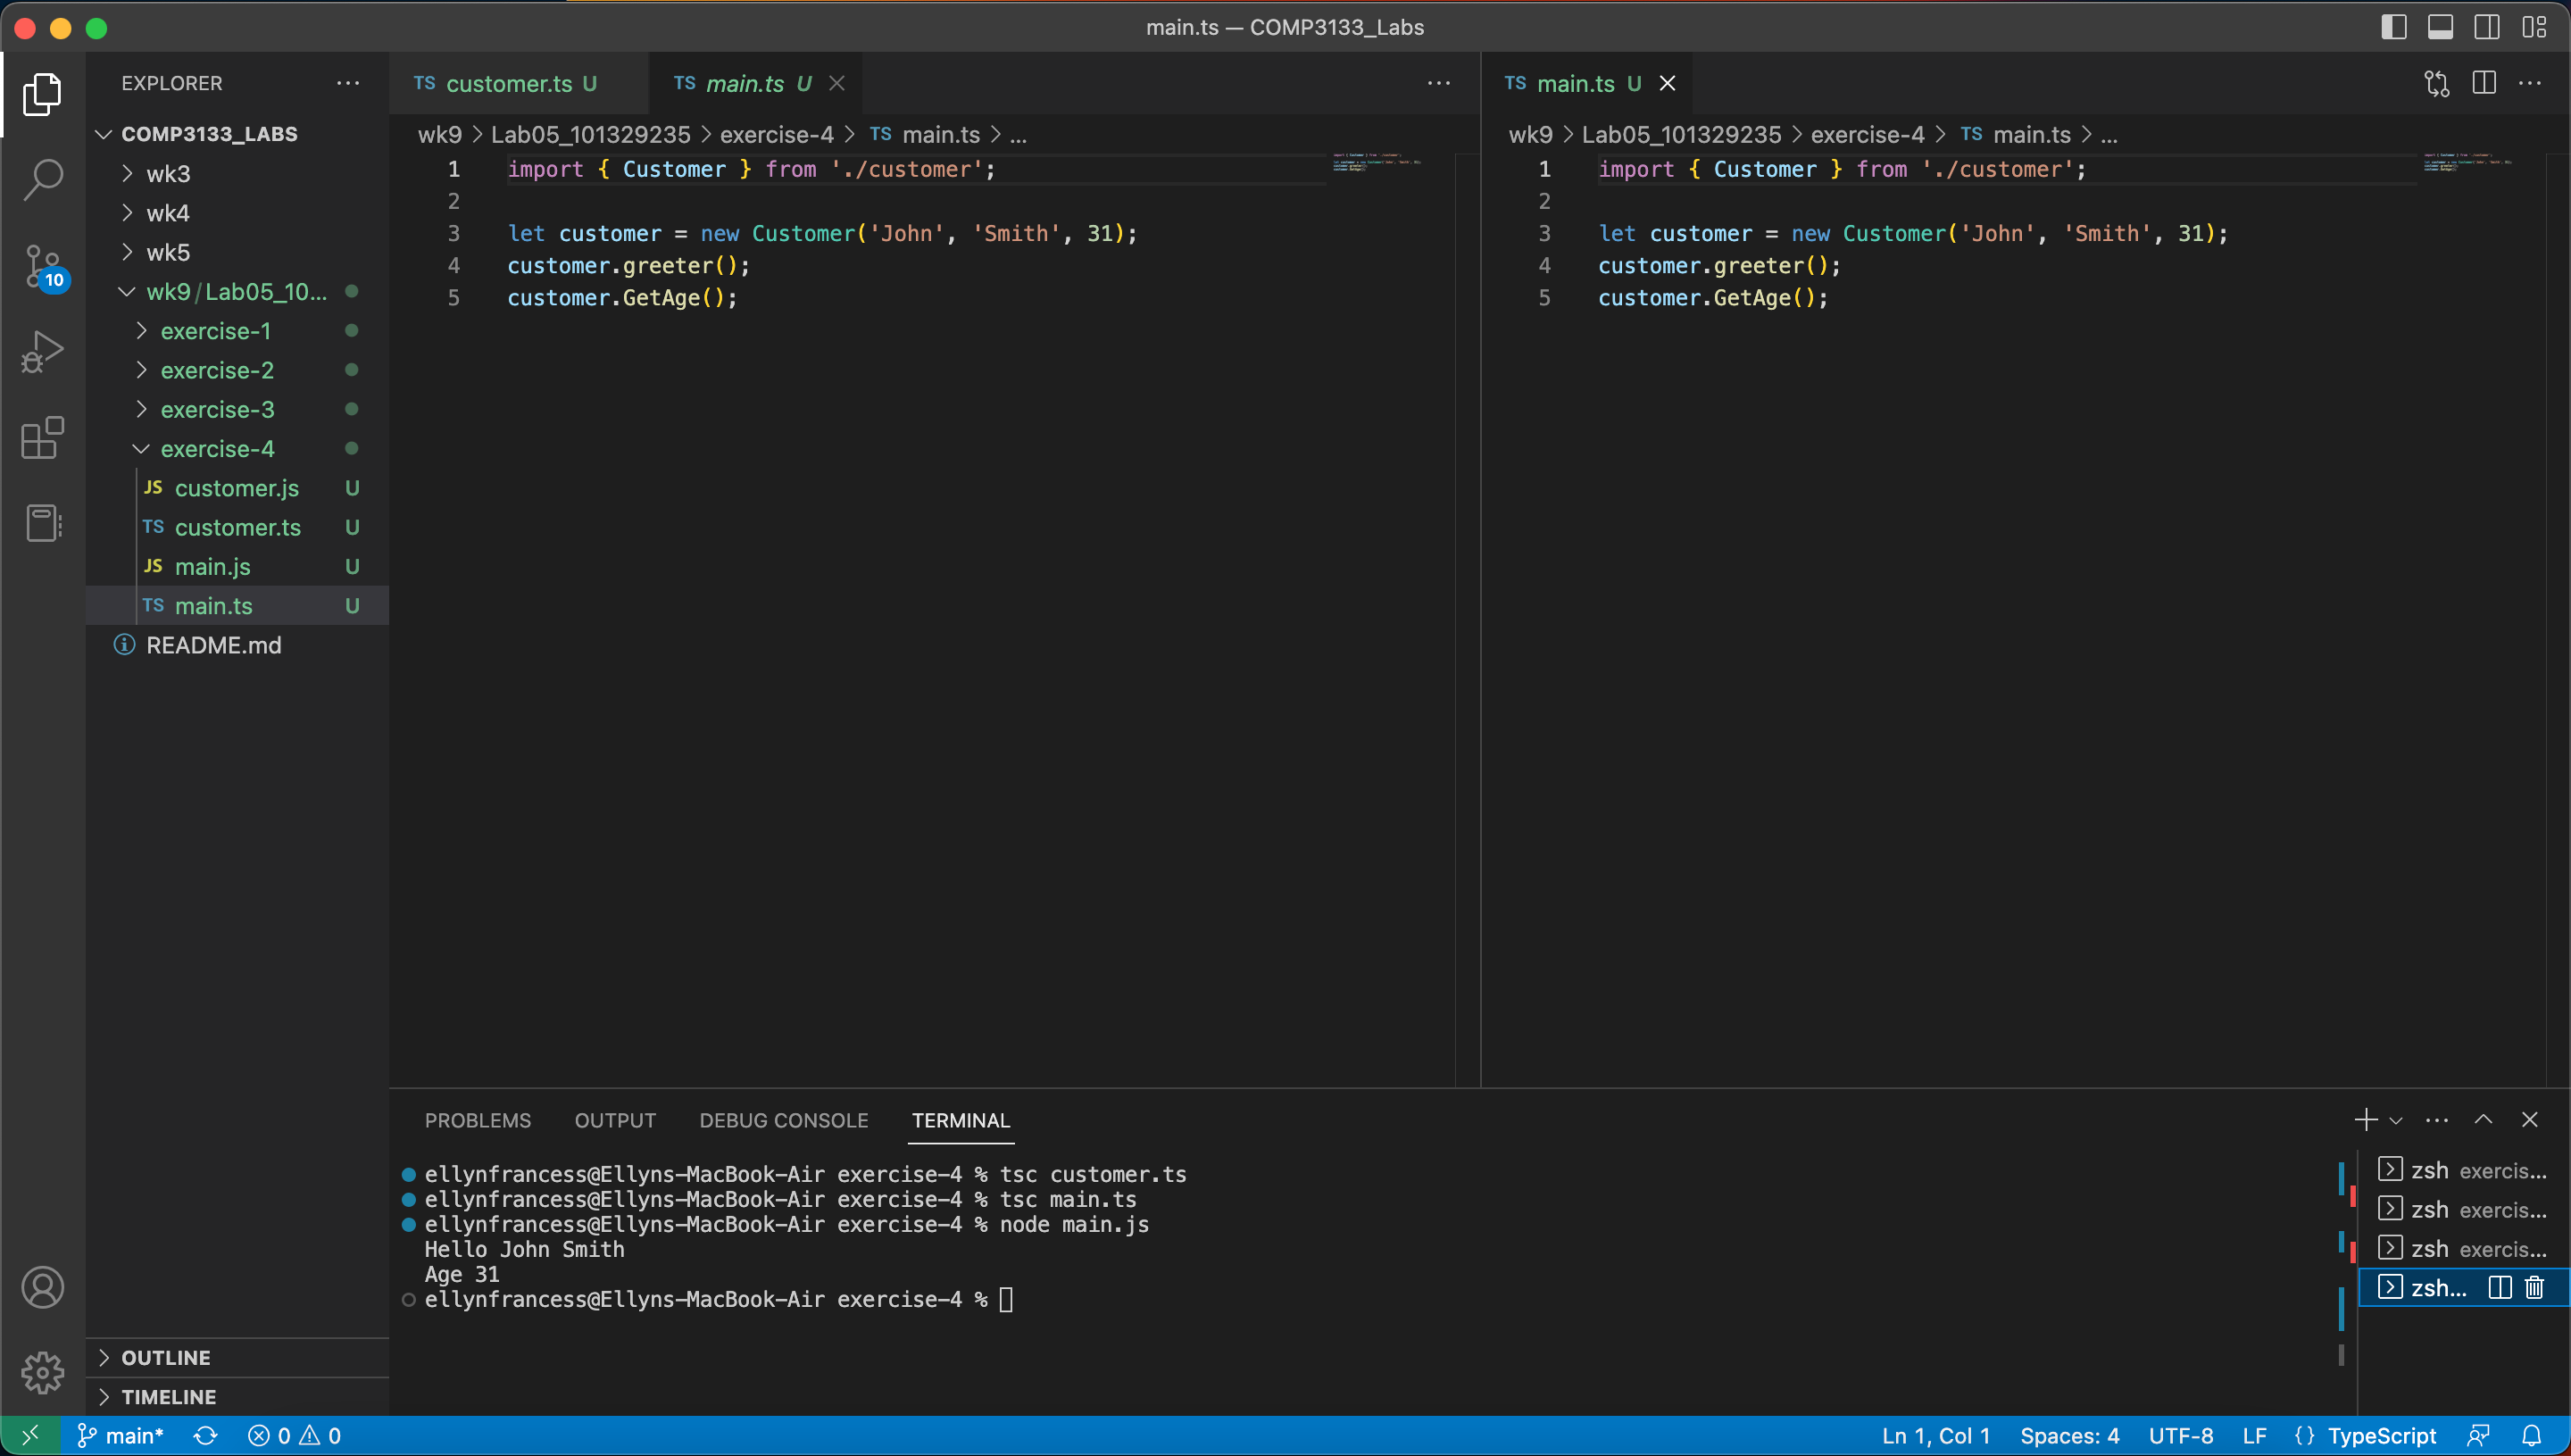 main.ts — COMP3133_Labs
EXPLORER
COMP3133_LABS
wk3
wk4
wk5
wk9/Lab05_10...
exercise-1
exercise-2
exercise-3
exercise-4
JS customer.js U
TS customer.ts U
JS main.js U
TS main.ts U
README.md
OUTLINE
TIMELINE
10
TS customer.ts U
TS main.ts U
wk9 > Lab05_101329235 > exercise-4 > TS main.ts > ...
1 import { Customer } from './customer';
2
3 let customer = new Customer('John', 'Smith', 31);
4 customer.greeter();
5 customer.GetAge();
TS main.ts U
wk9 > Lab05_101329235 > exercise-4 > TS main.ts > ...
1 import { Customer } from './customer';
2
3 let customer = new Customer('John', 'Smith', 31);
4 customer.greeter();
5 customer.GetAge();
PROBLEMS OUTPUT DEBUG CONSOLE TERMINAL
ellynfrancess@Ellyns-MacBook-Air exercise-4 % tsc customer.ts
ellynfrancess@Ellyns-MacBook-Air exercise-4 % tsc main.ts
ellynfrancess@Ellyns-MacBook-Air exercise-4 % node main.js
Hello John Smith
Age 31
ellynfrancess@Ellyns-MacBook-Air exercise-4 %
zsh exercis...
zsh exercis...
zsh exercis...
zsh...
main* 0 0 Ln 1, Col 1 Spaces: 4 UTF-8 LF {} TypeScript